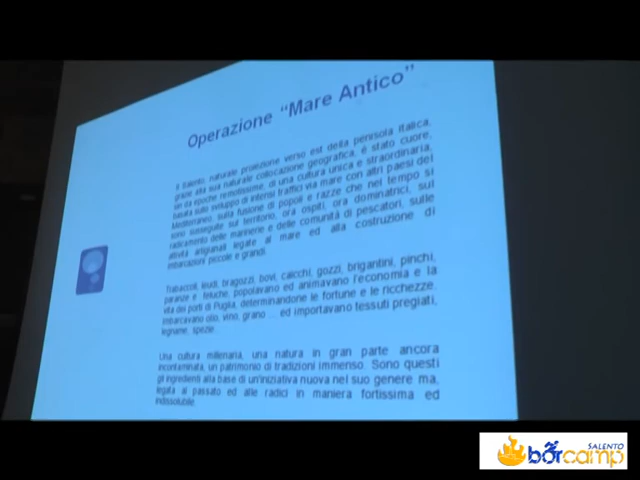 Operazione “Mare Antico”
Il Salento, naturale proiezione verso est della penisola italica,
grazie alla sua naturale collocazione geografica, è stato cuore,
sin da epoche remotissime, di una cultura unica e straordinaria,
basata sullo sviluppo di intensi traffici via mare con altri paesi del
Mediterraneo, sulla fusione di popoli e razze che nel tempo si
sono susseguite sul territorio, ora ospiti, ora dominatrici, sul
radicamento delle marinerie e delle comunità di pescatori, sulle
attività artigianali legate al mare ed alla costruzione di
imbarcazioni piccole e grandi.
Trabaccoli, leudi, bragozzi, bovi, caicchi, gozzi, brigantini, pinchi,
paranze e feluche, popolavano ed animavano l'economia e la
vita dei porti di Puglia, determinandone le fortune e le ricchezze.
Imbarcavano olio, vino, grano ... ed importavano tessuti pregiati,
legname, spezie...
Una cultura millenaria, una natura in gran parte ancora
incontaminata, un patrimonio di tradizioni immenso. Sono questi
gli ingredienti alla base di un'iniziativa nuova nel suo genere ma,
legata al passato ed alle radici in maniera fortissima ed
indissolubile.
SALENTO
barcamp